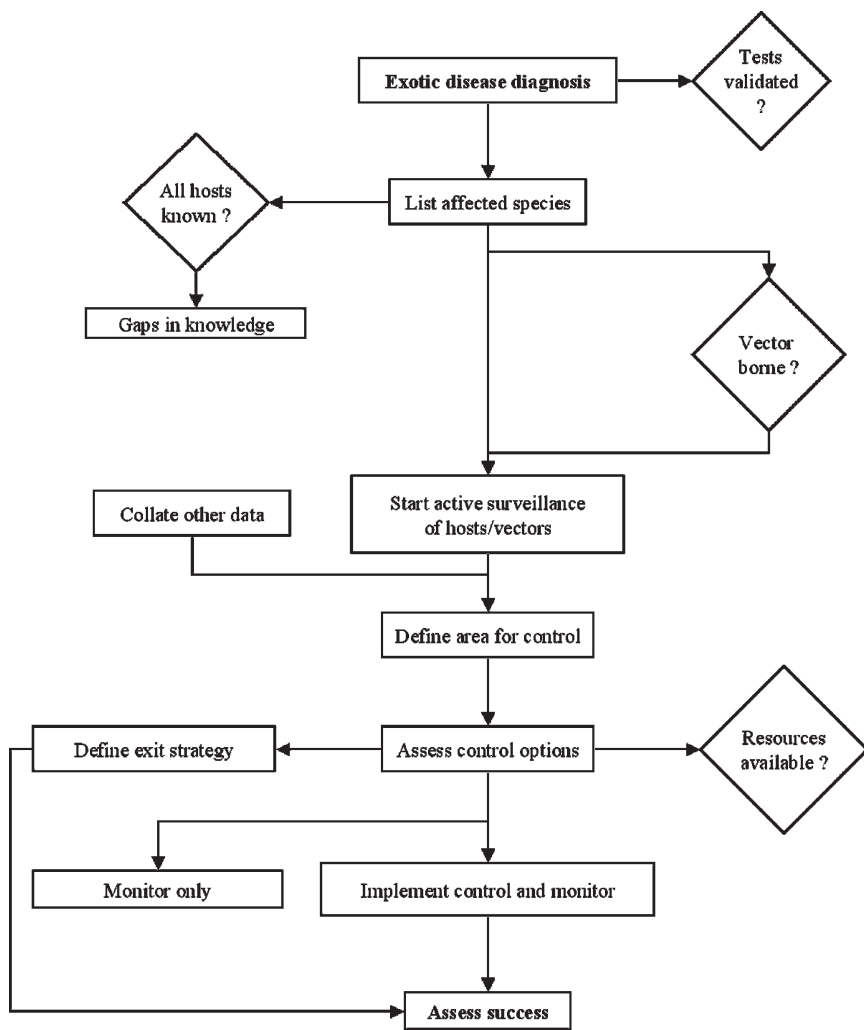 Exotic disease diagnosis
Tests
validated
?
All hosts
known ?
List affected species
Gaps in knowledge
Vector
borne ?
Collate other data
Start active surveillance
of hosts/vectors
Define area for control
Define exit strategy
Assess control options
Resources
available ?
Monitor only
Implement control and monitor
Assess success